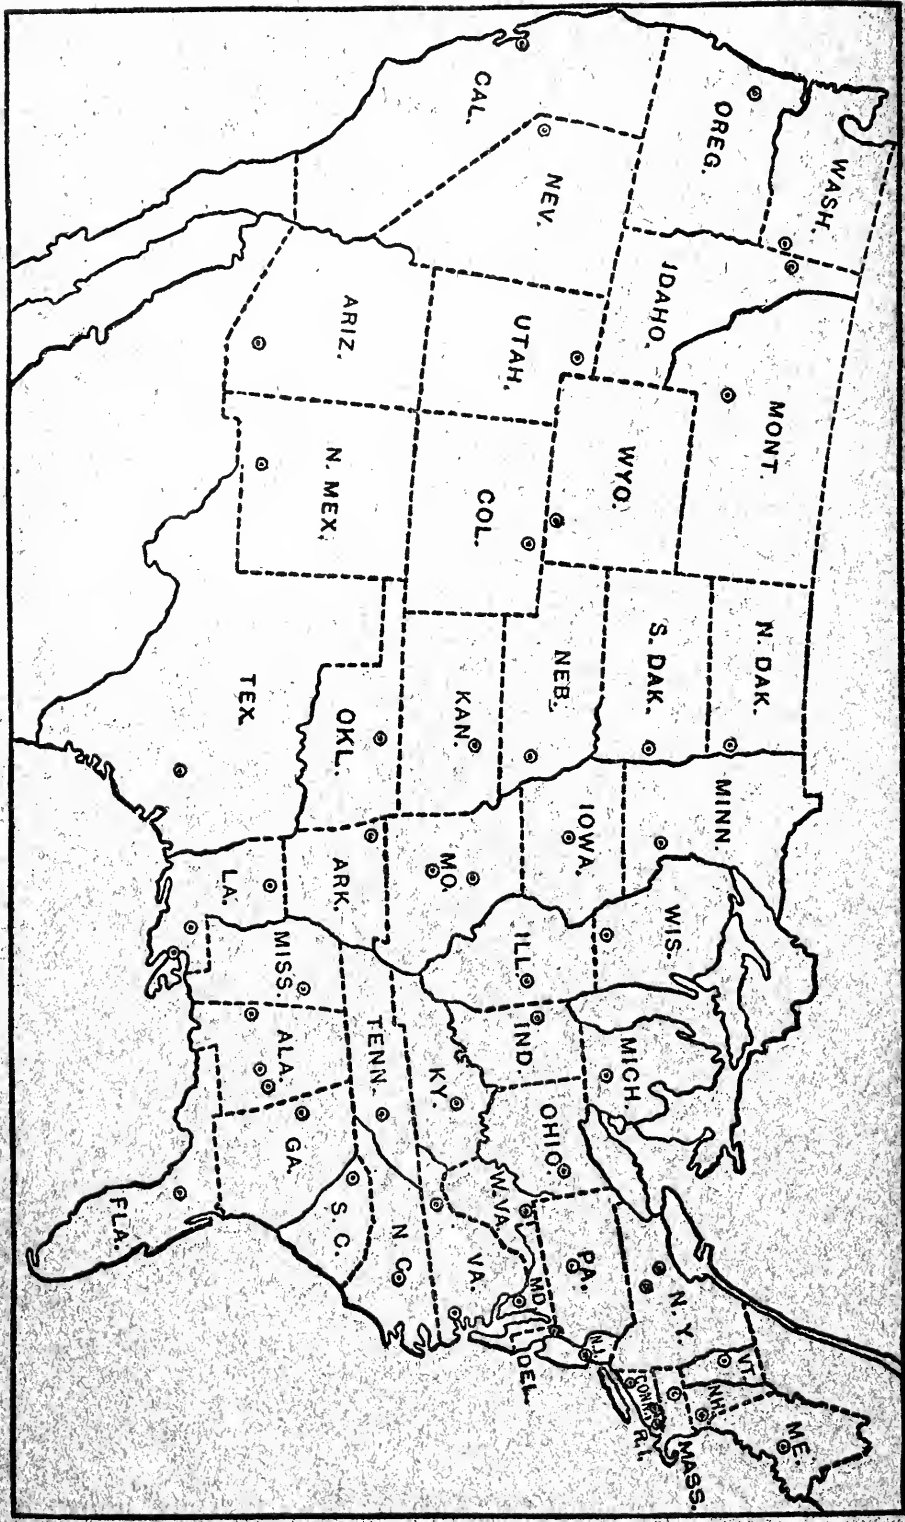 WASH.
OREG.
CAL.
NEV.
IDAHO.
MONT.
WYO.
UTAH.
ARIZ.
COL.
N. MEX.
N. DAK.
S. DAK.
NEB.
KAN.
OKL.
TEX.
MINN.
IOWA.
MO.
ARK.
LA.
WIS.
ILL.
MISS.
MICH.
IND.
OHIO.
KY.
TENN.
ALA.
GA.
FLA.
S. C.
N. C.
VA.
W. VA.
MD.
DEL.
PA.
N. J.
N. Y.
CONN.
R. I.
MASS.
VT.
N.H.
ME.